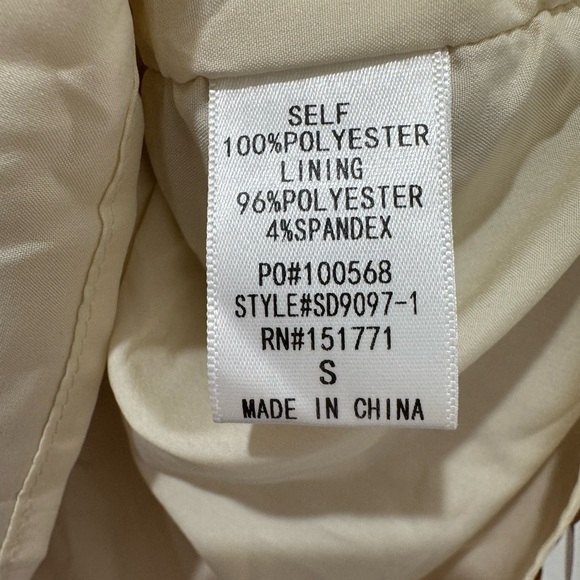 SELF
100%POLYESTER
LINING
96%POLYESTER
4%SPANDEX
PO#100568
STYLE#SD9097-1
RN#151771
S
MADE IN CHINA